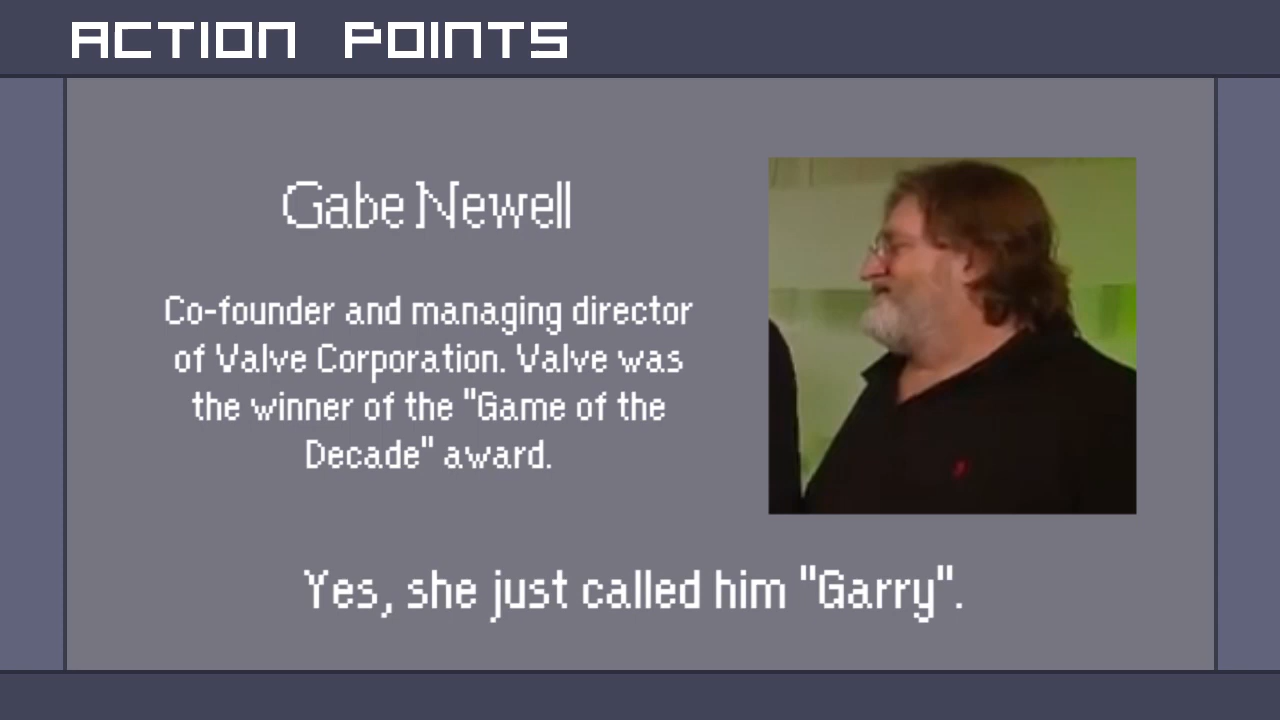 ACTION POINTS
Gabe Newell
Co-founder and managing director
of Valve Corporation. Valve was
the winner of the "Game of the
Decade" award.
Yes, she just called him "Garry".